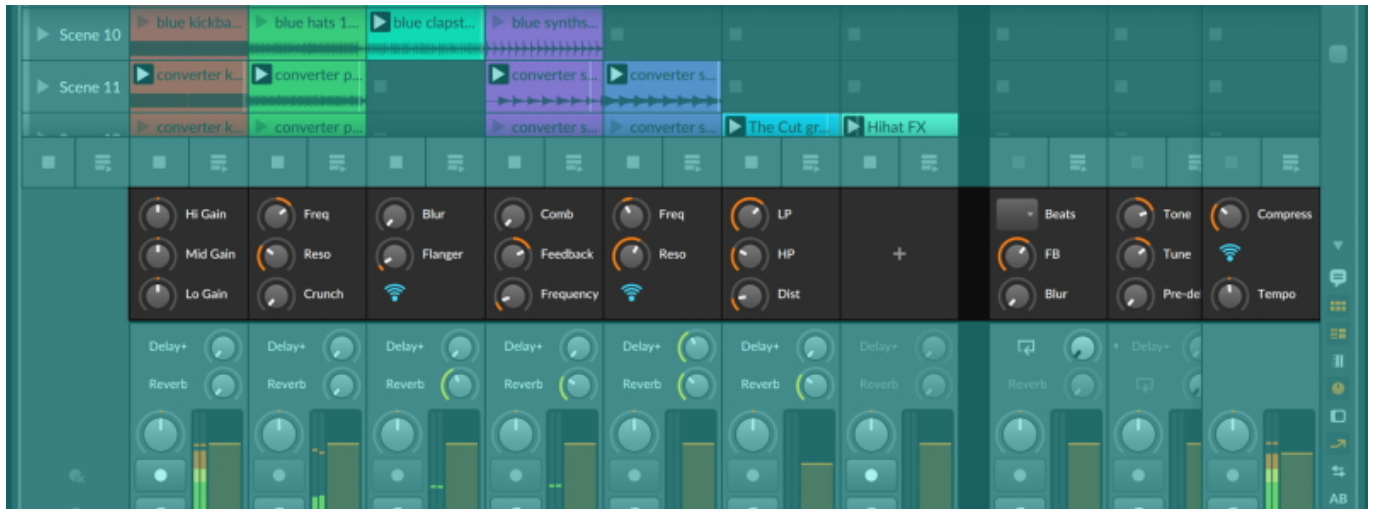 Scene 10 blue kickba... blue hats 1... blue clapst... blue synths...
Scene 11 converter k... converter p... converter s... converter s...
converter k... converter p... converter s... converter s... The Cut gr... Hihat FX
Hi Gain Freq Blur Comb Freq LP Beats Tone Compress
Mid Gain Reso Flanger Feedback Reso HP + FB Tune
Lo Gain Crunch Frequency Dist Blur Pre-del Tempo
Delay+ Delay+ Delay+ Delay+ Delay+ Delay+ Delay+ Delay+
Reverb Reverb Reverb Reverb Reverb Reverb Reverb Reverb
AB